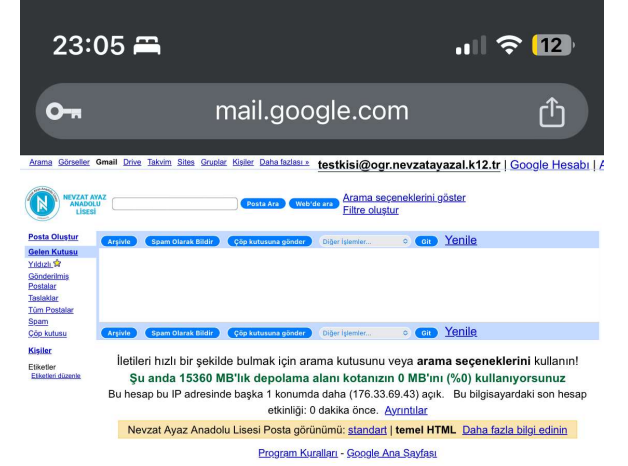 23:05
12
mail.google.com
Arama Görseller Gmail Drive Takvim Sites Gruplar Kişiler Daha fazlası » testkisi@ogr.nevzatayazal.k12.tr | Google Hesabı | A
NEVZAT AYAZ
ANADOLU
LİSESİ
Posta Ara Web'de ara Arama seçeneklerini göster
Filtre oluştur
Posta Oluştur
Gelen Kutusu
Yıldızlı
Gönderilmiş
Postalar
Taslaklar
Tüm Postalar
Spam
Çöp kutusu
Kişiler
Etiketler
Etiketleri düzenle
Arşivle Spam Olarak Bildir Çöp kutusuna gönder Diğer İşlemler... Git Yenile
Arşivle Spam Olarak Bildir Çöp kutusuna gönder Diğer İşlemler... Git Yenile
İletileri hızlı bir şekilde bulmak için arama kutusunu veya arama seçeneklerini kullanın!
Şu anda 15360 MB'lık depolama alanı kotanızın 0 MB'ını (%0) kullanıyorsunuz
Bu hesap bu IP adresinde başka 1 konumda daha (176.33.69.43) açık. Bu bilgisayardaki son hesap
etkinliği: 0 dakika önce. Ayrıntılar
Nevzat Ayaz Anadolu Lisesi Posta görünümü: standart | temel HTML Daha fazla bilgi edinin
Program Kuralları - Google Ana Sayfası